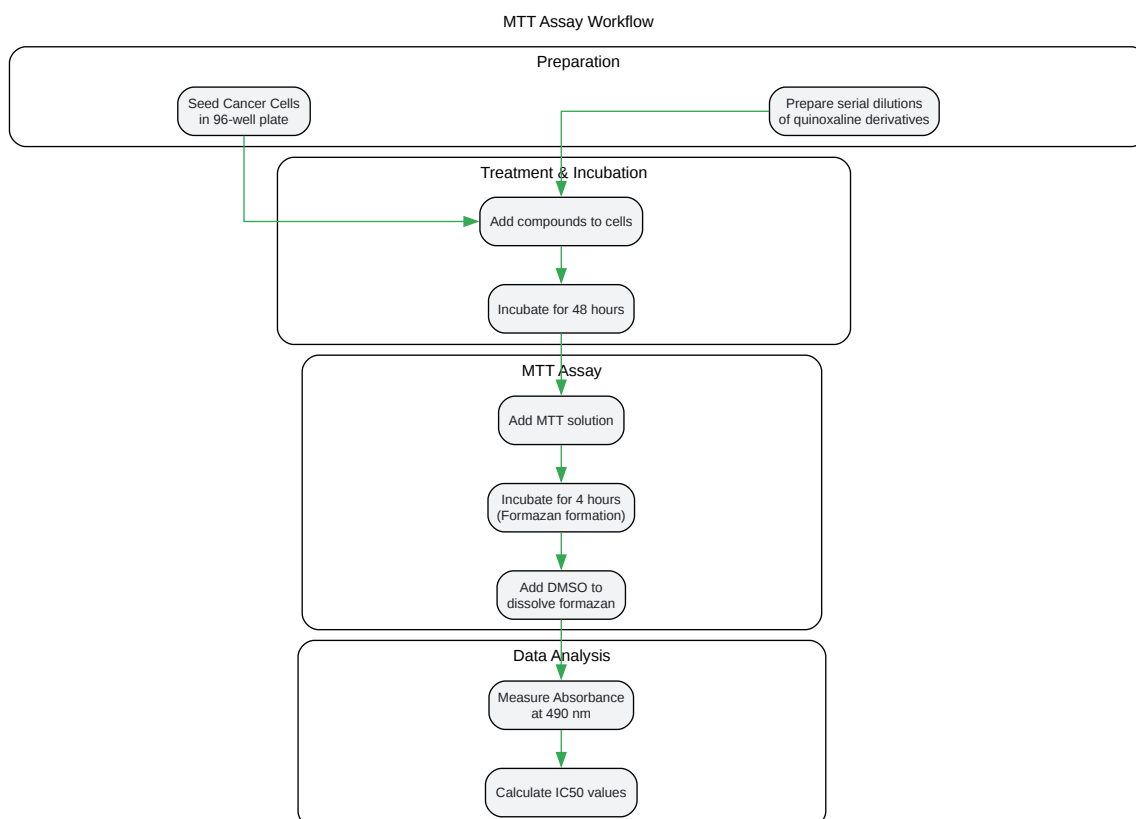 MTT Assay Workflow
Preparation
Seed Cancer Cells
in 96-well plate
Prepare serial dilutions
of quinoxaline derivatives
Treatment & Incubation
Add compounds to cells
Incubate for 48 hours
MTT Assay
Add MTT solution
Incubate for 4 hours
(Formazan formation)
Add DMSO to
dissolve formazan
Data Analysis
Measure Absorbance
at 490 nm
Calculate IC50 values